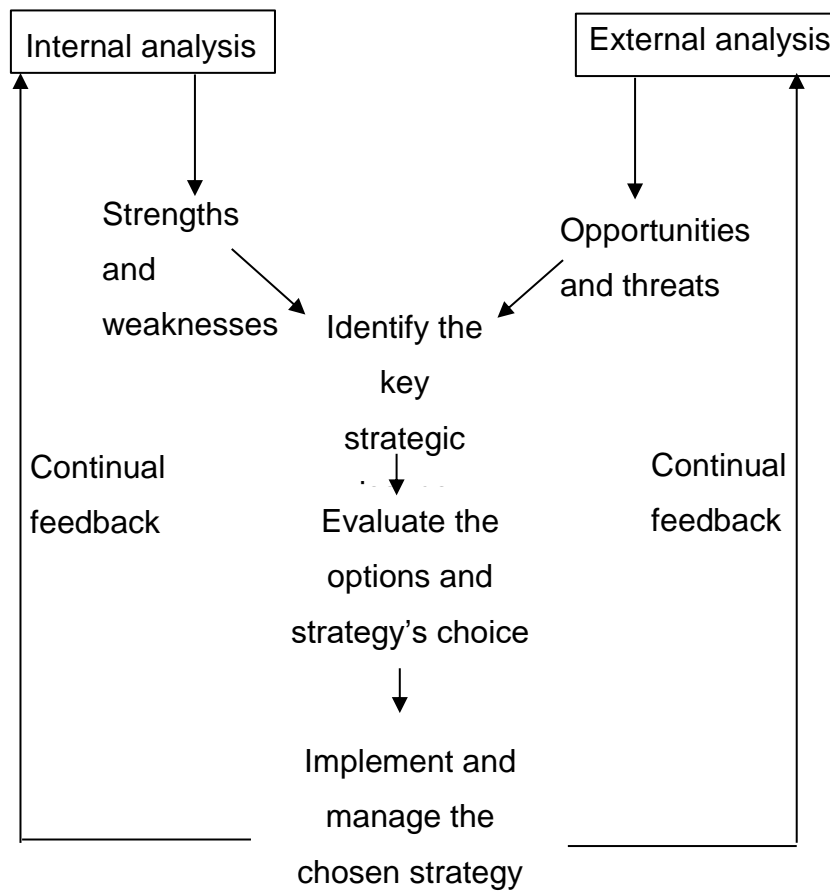 Internal analysis
External analysis
Strengths
and
weaknesses
Opportunities
and threats
Identify the
key
strategic
Continual
feedback
Continual
feedback
Evaluate the
options and
strategy’s choice
Implement and
manage the
chosen strategy